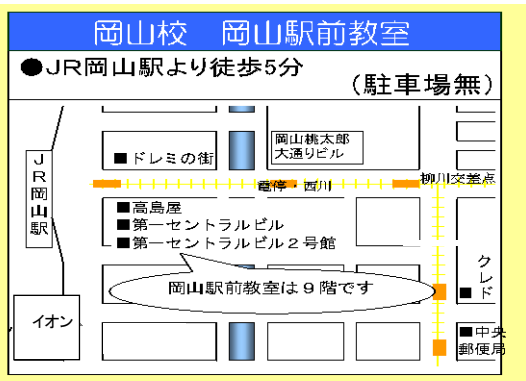 岡山校 岡山駅前教室
●JR岡山駅より徒歩5分
(駐車場無)
岡山桃太郎
大通りビル
■ドレミの街
JR岡山駅
電停・西川
柳川交差点
■高島屋
■第一セントラルビル
■第一セントラルビル２号館
岡山駅前教室は９階です
クレド
■
イオン
■中央
郵便局